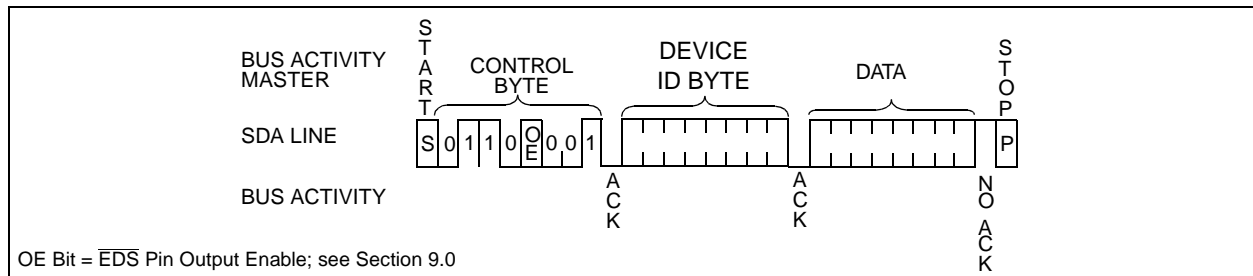 START
BUS ACTIVITY
MASTER
CONTROL
BYTE
DEVICE
ID BYTE
DATA
STOP
SDA LINE
S 0 1 1 0 OE 0 0 1 P
BUS ACTIVITY
ACK
ACK
NO ACK
OE Bit = EDS Pin Output Enable; see Section 9.0